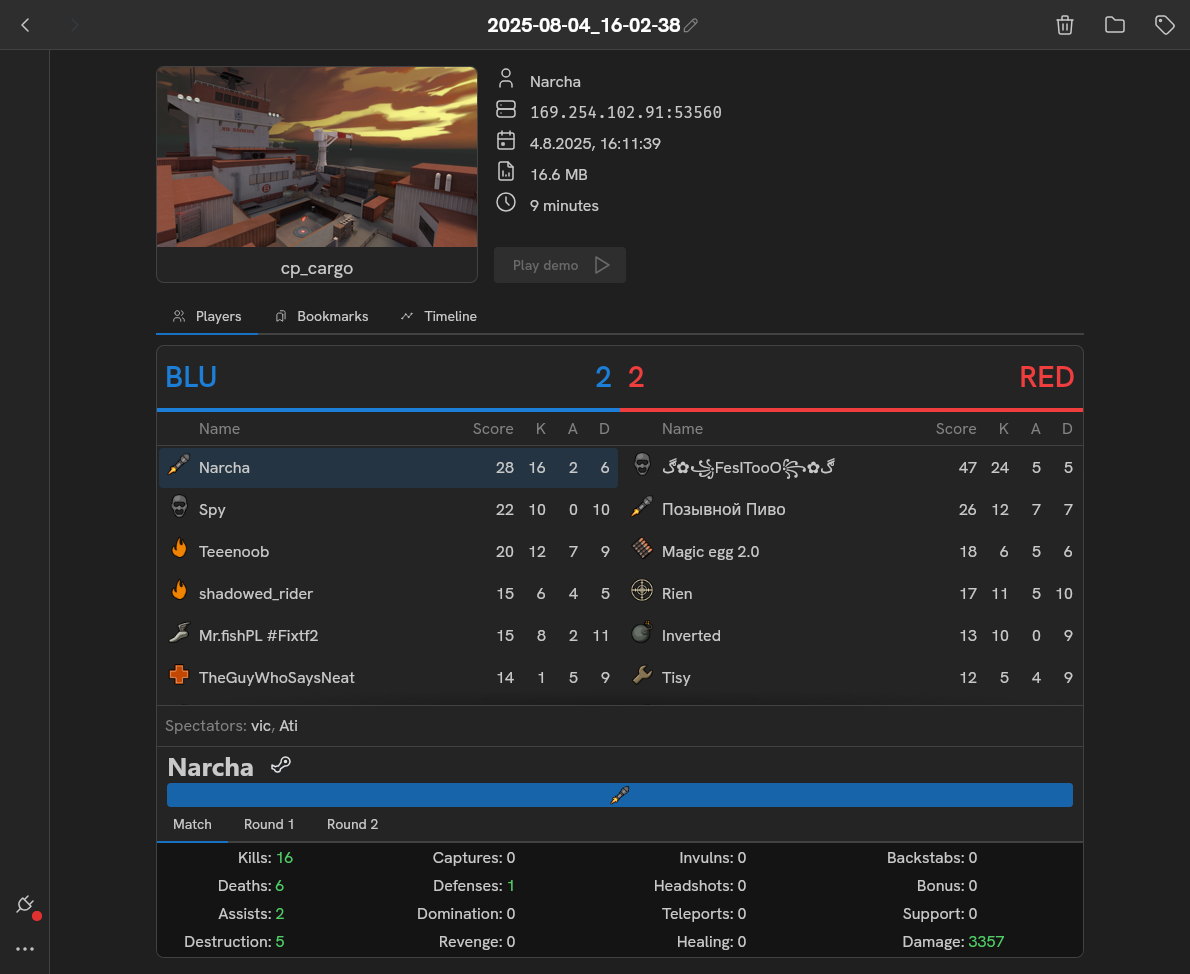 2025-08-04_16-02-38
Narcha
169.254.102.91:53560
4.8.2025, 16:11:39
16.6 MB
9 minutes
cp_cargo
Play demo
Players Bookmarks Timeline
BLU 2 2 RED
Name Score K A D Name Score K A D
Narcha 28 16 2 6 گ✿꧁FesITooO꧂✿گ 47 24 5 5
Spy 22 10 0 10 Позывной Пиво 26 12 7 7
Teeenoob 20 12 7 9 Magic egg 2.0 18 6 5 6
shadowed_rider 15 6 4 5 Rien 17 11 5 10
Mr.fishPL #Fixtf2 15 8 2 11 Inverted 13 10 0 9
TheGuyWhoSaysNeat 14 1 5 9 Tisy 12 5 4 9
Spectators: vic, Ati
Narcha
Match Round 1 Round 2
Kills: 16 Captures: 0 Invulns: 0 Backstabs: 0
Deaths: 6 Defenses: 1 Headshots: 0 Bonus: 0
Assists: 2 Domination: 0 Teleports: 0 Support: 0
Destruction: 5 Revenge: 0 Healing: 0 Damage: 3357